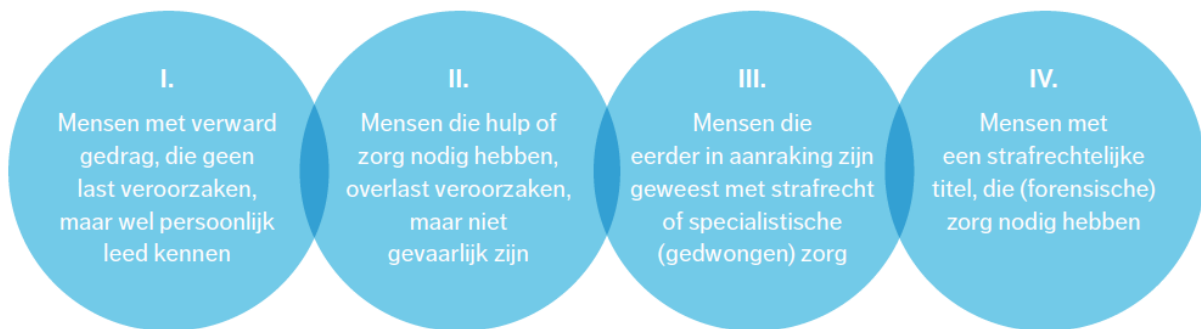 I.
Mensen met verward
gedrag, die geen
last veroorzaken,
maar wel persoonlijk
leed kennen
II.
Mensen die hulp of
zorg nodig hebben,
overlast veroorzaken,
maar niet
gevaarlijk zijn
III.
Mensen die
eerder in aanraking zijn
geweest met strafrecht
of specialistische
(gedwongen) zorg
IV.
Mensen met
een strafrechtelijke
titel, die (forensische)
zorg nodig hebben